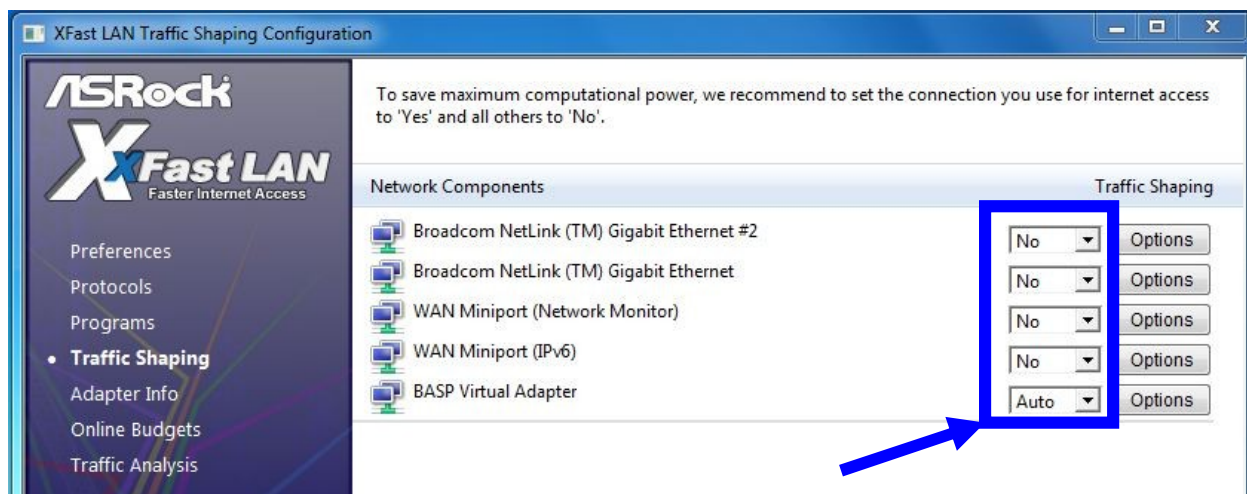 XFast LAN Traffic Shaping Configuration
ASRock
XFast LAN
Faster Internet Access
Preferences
Protocols
Programs
Traffic Shaping
Adapter Info
Online Budgets
Traffic Analysis
To save maximum computational power, we recommend to set the connection you use for internet access
to 'Yes' and all others to 'No'.
Network Components Traffic Shaping
Broadcom NetLink (TM) Gigabit Ethernet #2 No Options
Broadcom NetLink (TM) Gigabit Ethernet No Options
WAN Miniport (Network Monitor) No Options
WAN Miniport (IPv6) No Options
BASP Virtual Adapter Auto Options